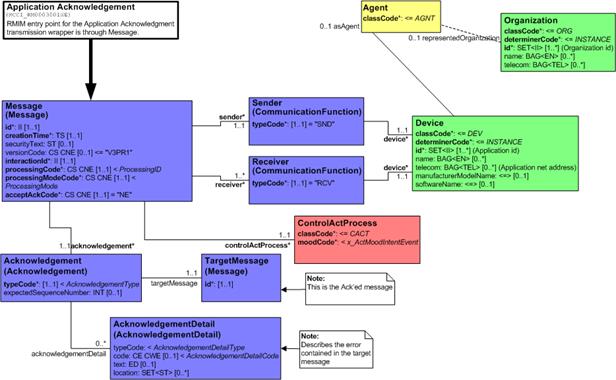 Application Acknowledgement
RMIM entry point for the Application Acknowledgment
transmission wrapper is through Message.
Agent
classCode*: <= AGNT
0..1 asAgent
0..1 representedOrganization
Organization
classCode*: <= ORG
determinerCode*: <= INSTANCE
id*: SET<II> [1..*] (Organization id)
name: BAG<EN> [0..*]
telecom: BAG<TEL> [0..*]
Message
(Message)
id*: II [1..1]
creationTime*: TS [1..1]
securityText: ST [0..1]
versionCode: CS CNE [0..1] <= "V3PR1"
interactionId*: II [1..1]
processingCode*: CS CNE [1..1] < ProcessingID
processingModeCode*: CS CNE [1..1] <
ProcessingMode
acceptAckCode*: CS CNE [1..1] = "NE"
sender*
1..1
Sender
(CommunicationFunction)
typeCode*: [1..1] = "SND"
1..1
device*
Receiver
(CommunicationFunction)
typeCode*: [1..1] = "RCV"
1..*
receiver*
device*
1..1
Device
classCode*: <= DEV
determinerCode*: <= INSTANCE
id*: SET<II> [1..*] (Application id)
name: BAG<EN> [0..*]
telecom: BAG<TEL> [0..*] (Application net address)
manufacturerModelName: <=> [0..1]
softwareName: <=> [0..1]
1..1
controlActProcess*
ControlActProcess
classCode*: <= CACT
moodCode*: < x_ActMoodIntentEvent
1..1
acknowledgement*
Acknowledgement
(Acknowledgement)
typeCode*: [1..1] < AcknowledgementType
expectedSequenceNumber: INT [0..1]
1..1
targetMessage
TargetMessage
(Message)
id*: [1..1]
Note:
This is the Ack'ed message
0..*
acknowledgementDetail
AcknowledgementDetail
(AcknowledgementDetail)
typeCode: < AcknowledgementDetailType
code: CE CWE [0..1] < AcknowledgementDetailCode
text: ED [0..1]
location: SET<ST> [0..*]
Note:
Describes the error
contained in the target
message